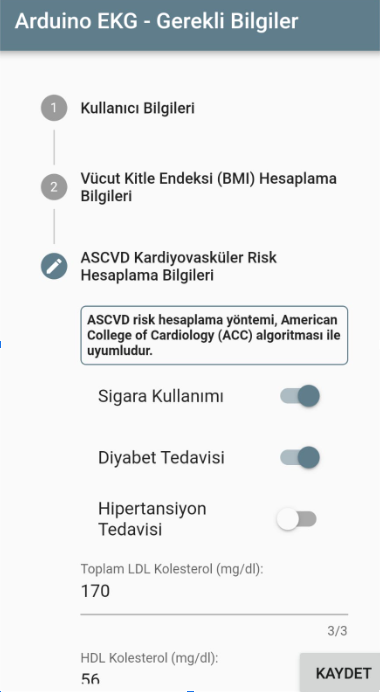 Arduino EKG - Gerekli Bilgiler
1
Kullanıcı Bilgileri
2
Vücut Kitle Endeksi (BMI) Hesaplama
Bilgileri
ASCVD Kardiyovasküler Risk
Hesaplama Bilgileri
ASCVD risk hesaplama yöntemi, American
College of Cardiology (ACC) algoritması ile
uyumludur.
Sigara Kullanımı
Diyabet Tedavisi
Hipertansiyon
Tedavisi
Toplam LDL Kolesterol (mg/dl):
170
3/3
HDL Kolesterol (mg/dl):
56
KAYDET